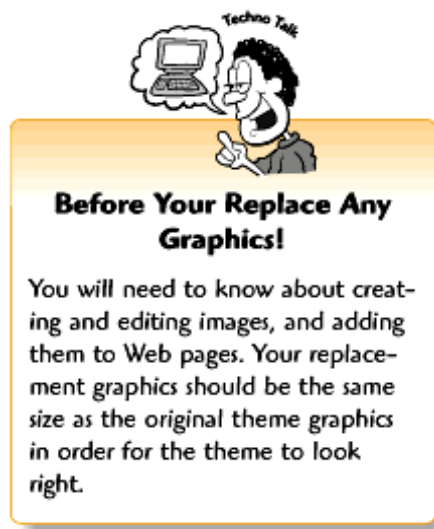 Techno Talk
Before Your Replace Any
Graphics!
You will need to know about creat-
ing and editing images, and adding
them to Web pages. Your replace-
ment graphics should be the same
size as the original theme graphics
in order for the theme to look
right.